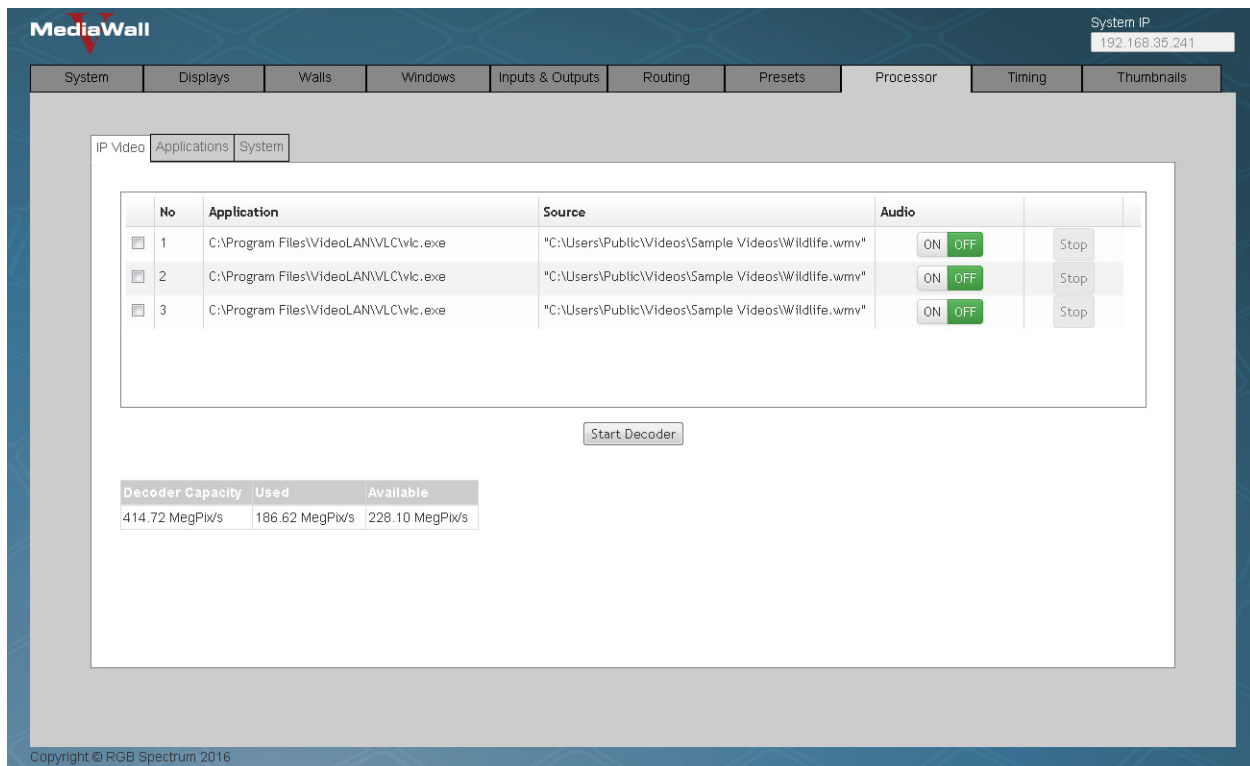 MediaWall
V
System IP
192.168.35.241
System Displays Walls Windows Inputs & Outputs Routing Presets Processor Timing Thumbnails
IP Video Applications System
No Application Source Audio
1 C:\Program Files\VideoLAN\VLC\vlc.exe "C:\Users\Public\Videos\Sample Videos\Wildlife.wmv" ON OFF Stop
2 C:\Program Files\VideoLAN\VLC\vlc.exe "C:\Users\Public\Videos\Sample Videos\Wildlife.wmv" ON OFF Stop
3 C:\Program Files\VideoLAN\VLC\vlc.exe "C:\Users\Public\Videos\Sample Videos\Wildlife.wmv" ON OFF Stop
Start Decoder
Decoder Capacity Used Available
414.72 MegPix/s 186.62 MegPix/s 228.10 MegPix/s
Copyright © RGB Spectrum 2016